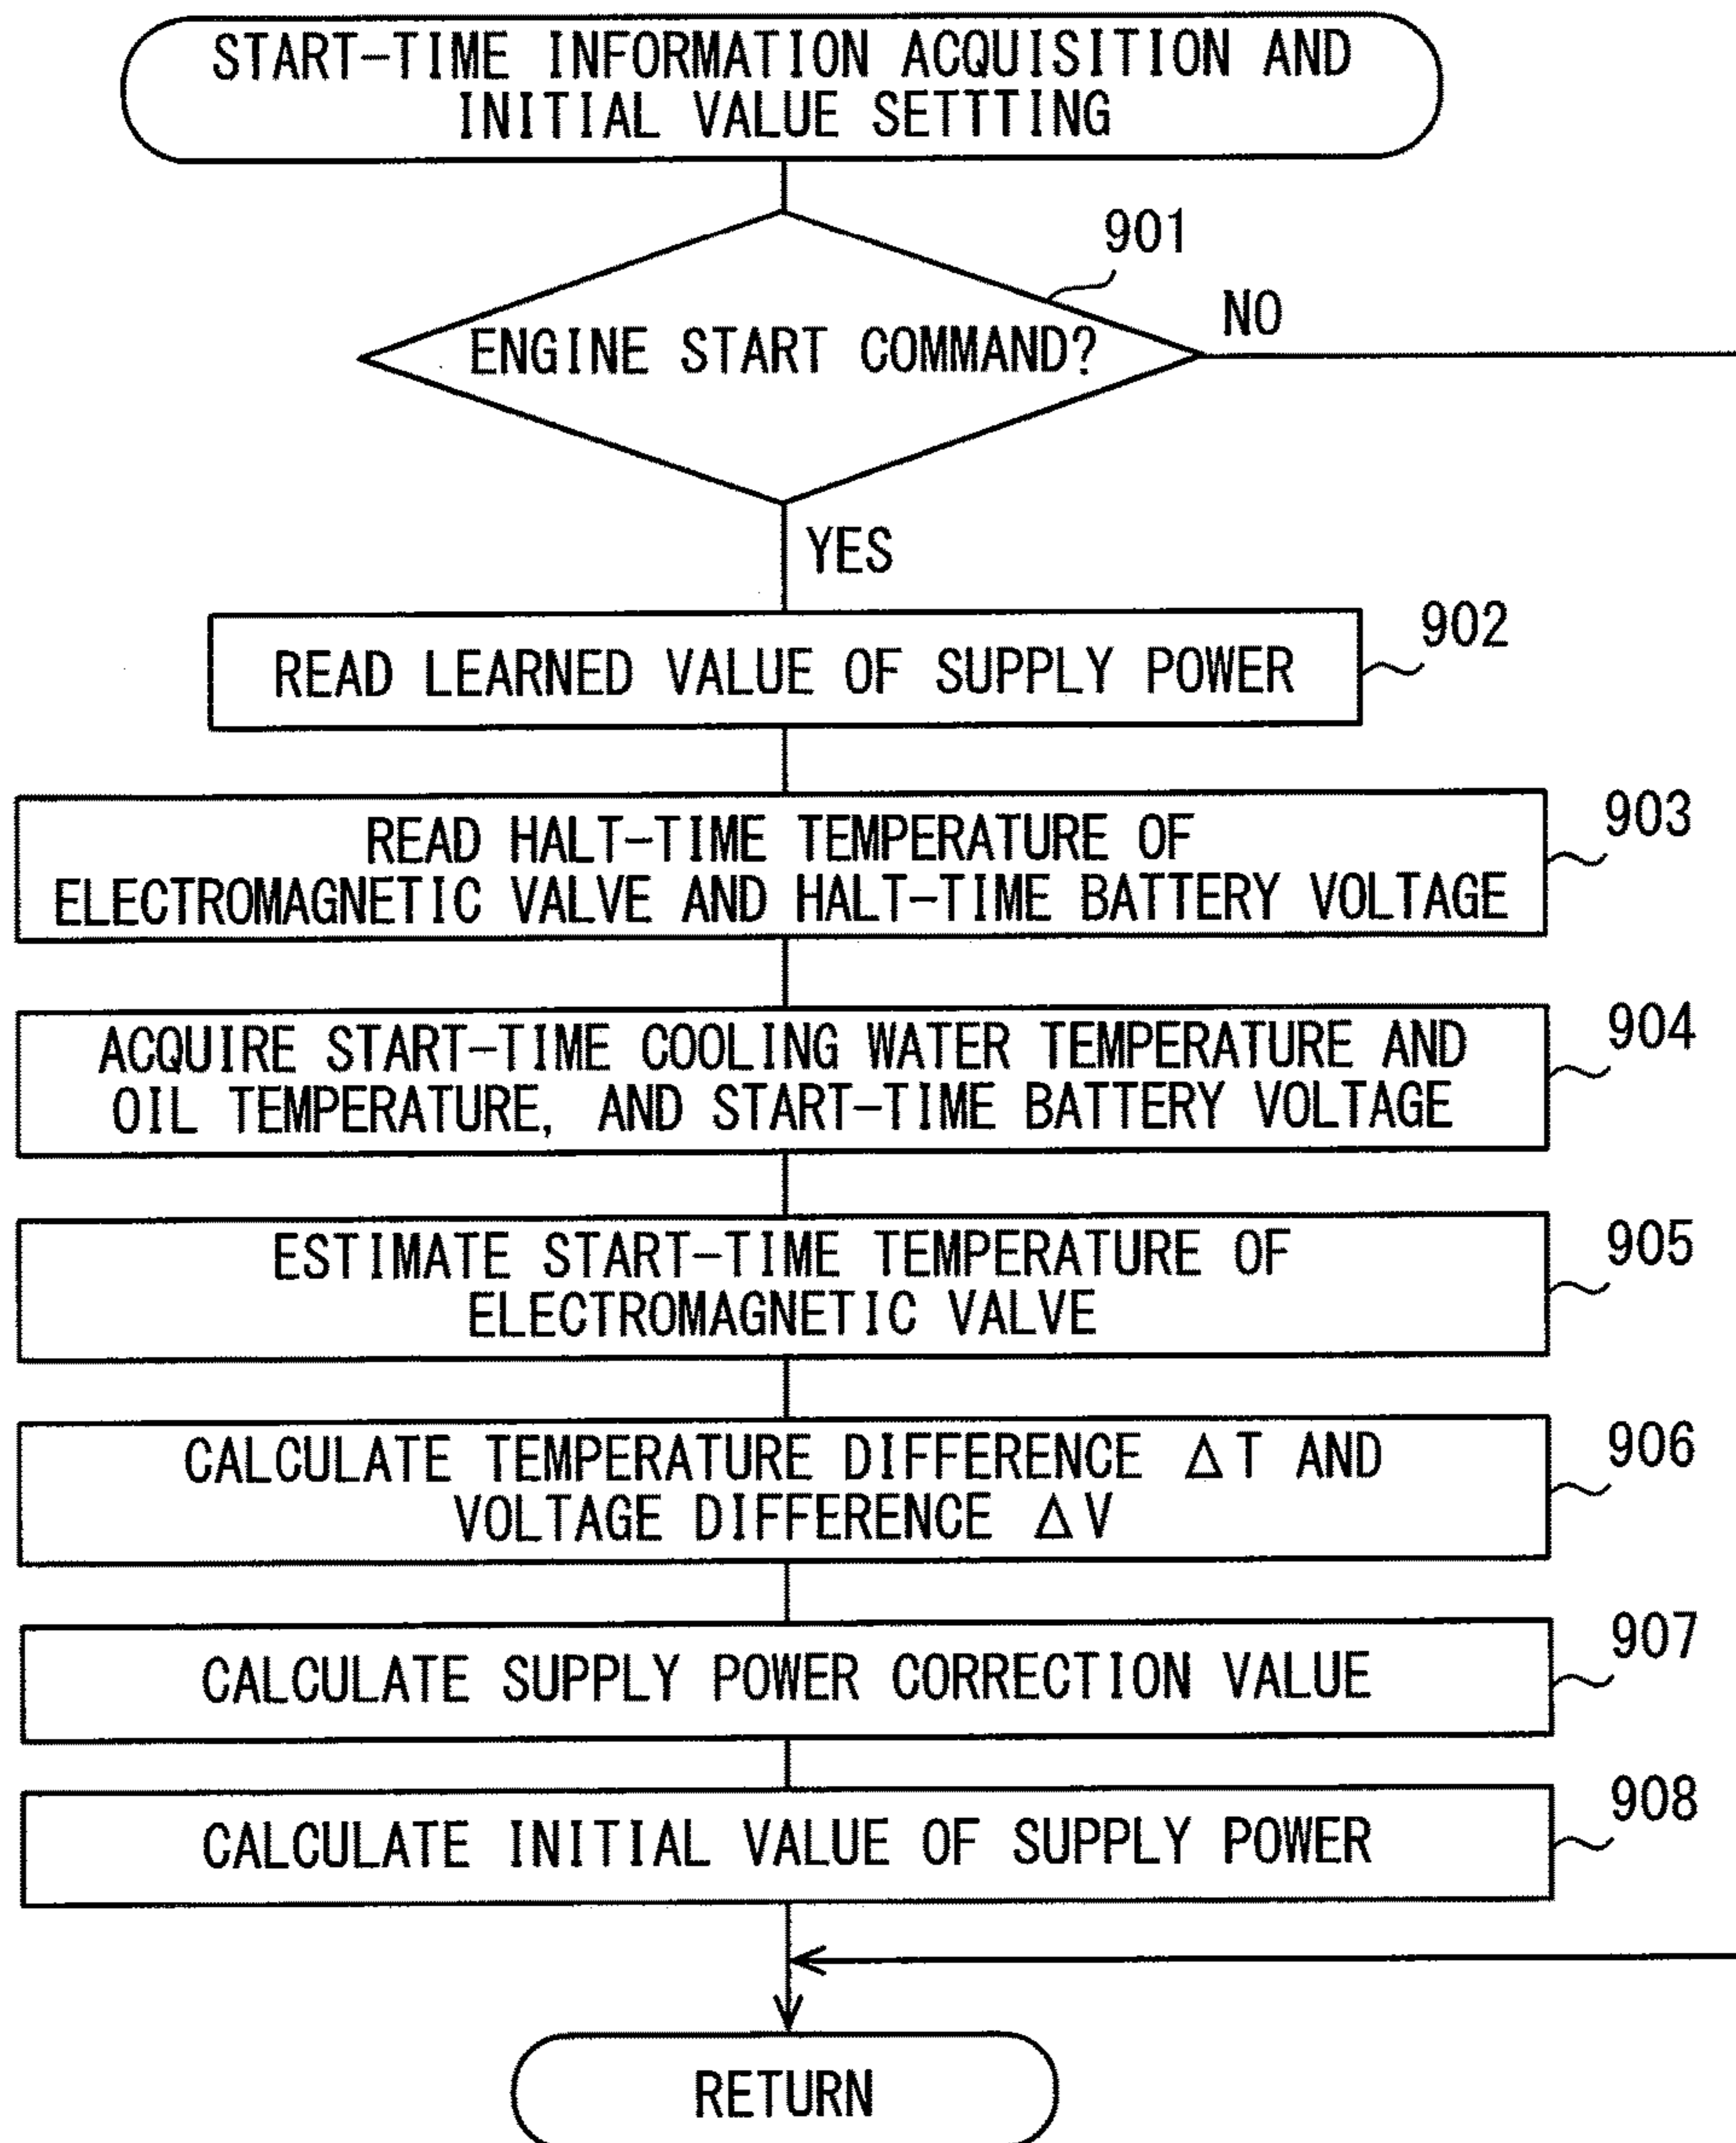 START-TIME INFORMATION ACQUISITION AND
INITIAL VALUE SETTTING
901
ENGINE START COMMAND?
NO
YES
902
READ LEARNED VALUE OF SUPPLY POWER
903
READ HALT-TIME TEMPERATURE OF
ELECTROMAGNETIC VALVE AND HALT-TIME BATTERY VOLTAGE
904
ACQUIRE START-TIME COOLING WATER TEMPERATURE AND
OIL TEMPERATURE, AND START-TIME BATTERY VOLTAGE
905
ESTIMATE START-TIME TEMPERATURE OF
ELECTROMAGNETIC VALVE
906
CALCULATE TEMPERATURE DIFFERENCE ΔT AND
VOLTAGE DIFFERENCE ΔV
907
CALCULATE SUPPLY POWER CORRECTION VALUE
908
CALCULATE INITIAL VALUE OF SUPPLY POWER
RETURN